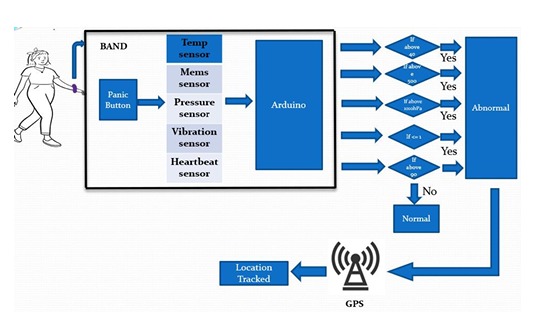 BAND
Panic
Button
Temp
sensor
Mems
sensor
Pressure
sensor
Vibration
sensor
Heartbeat
sensor
Arduino
If
above
40
Yes
If above
500
Yes
If above
Yes
If <= 1
Yes
If
above
90
No
Abnormal
Normal
Location
Tracked
GPS